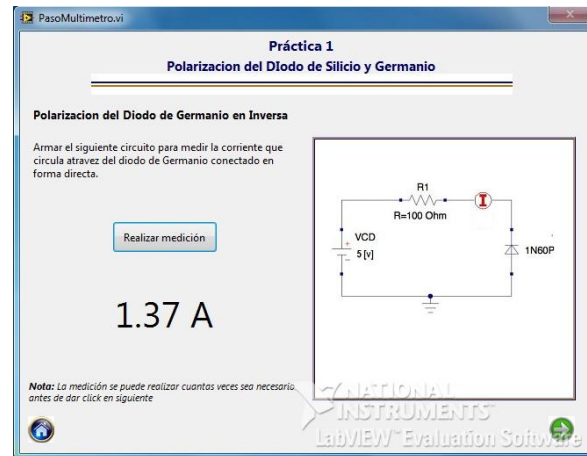 PasoMultimetro.vi
Práctica 1
Polarizacion del DIodo de Silicio y Germanio
Polarizacion del Diodo de Germanio en Inversa
Armar el siguiente circuito para medir la corriente que
circula atravez del diodo de Germanio conectado en
forma directa.
Realizar medición
1.37 A
Nota: La medición se puede realizar cuantas veces sea necesario
antes de dar click en siguiente
R1
R=100 Ohm
I
VCD
+
5 [v]
1N60P
NATIONAL
INSTRUMENTS
LabVIEW™ Evaluation Software